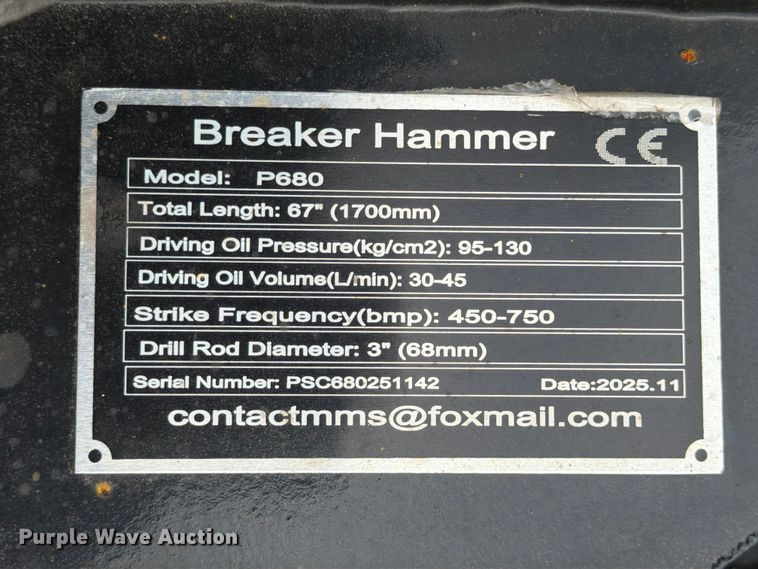 Breaker Hammer CE
Model: P680
Total Length: 67" (1700mm)
Driving Oil Pressure(kg/cm2): 95-130
Driving Oil Volume(L/min): 30-45
Strike Frequency(bmp): 450-750
Drill Rod Diameter: 3" (68mm)
Serial Number: PSC680251142 Date:2025.11
contactmms@foxmail.com
Purple Wave Auction